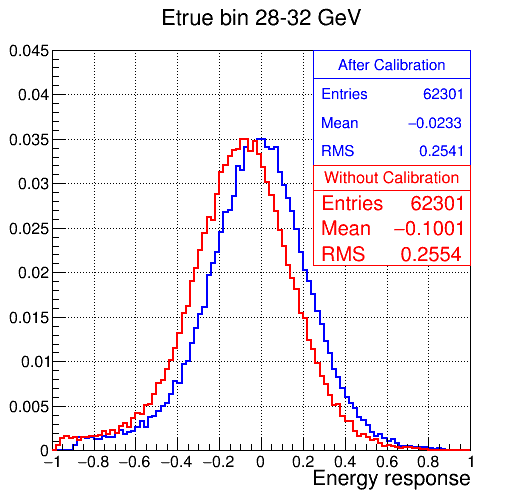 Etrue bin 28-32 GeV
After Calibration
Entries 62301
Mean −0.0233
RMS 0.2541
Without Calibration
Entries 62301
Mean −0.1001
RMS 0.2554
0.045
0.04
0.035
0.03
0.025
0.02
0.015
0.01
0.005
0
−1 −0.8 −0.6 −0.4 −0.2 0 0.2 0.4 0.6 0.8 1
Energy response